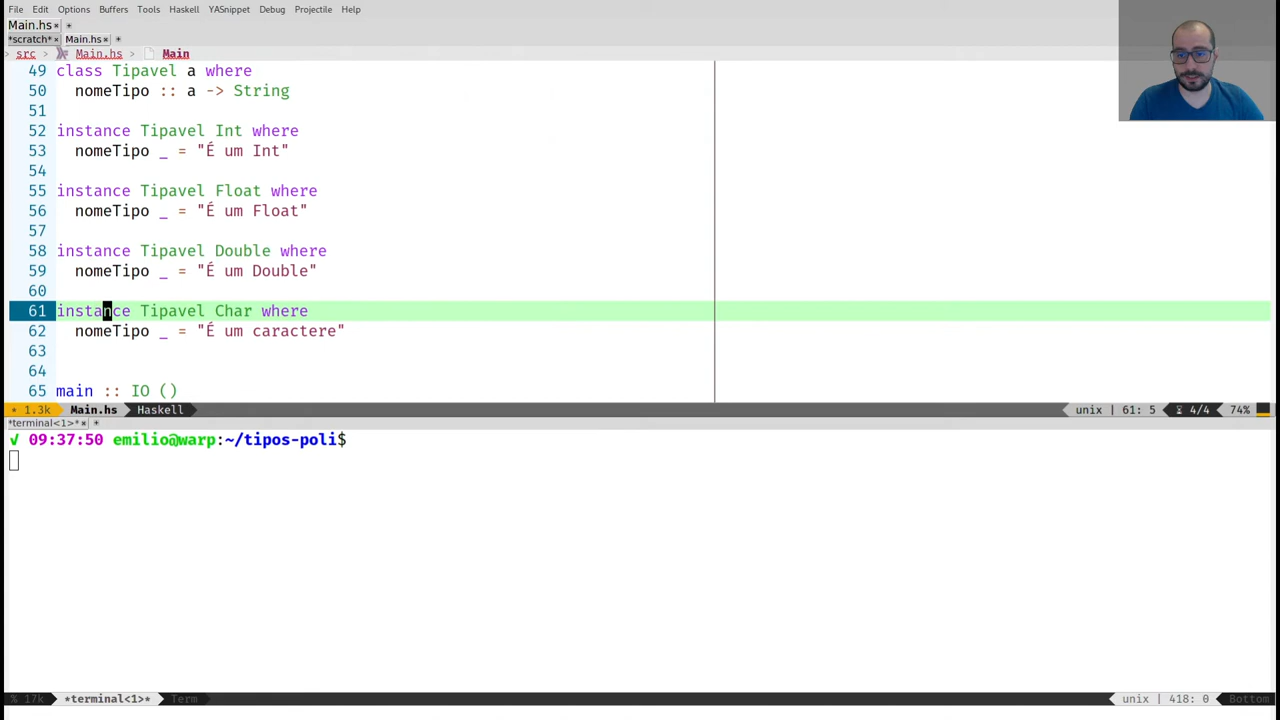 File Edit Options Buffers Tools Haskell YASnippet Debug Projectile Help
Main.hs × +
*scratch* × Main.hs × +
> src > Main.hs > Main
49 class Tipavel a where
50 nomeTipo :: a -> String
51
52 instance Tipavel Int where
53 nomeTipo _ = "É um Int"
54
55 instance Tipavel Float where
56 nomeTipo _ = "É um Float"
57
58 instance Tipavel Double where
59 nomeTipo _ = "É um Double"
60
61 instance Tipavel Char where
62 nomeTipo _ = "É um caractere"
63
64
65 main :: IO ()
• 1.3k Main.hs Haskell unix | 61: 5 4/4 74%
*terminal<1>* × +
√ 09:37:50 emilio@warp:~/tipos-poli$
% 17k *terminal<1>* Term unix | 418: 0 Bottom